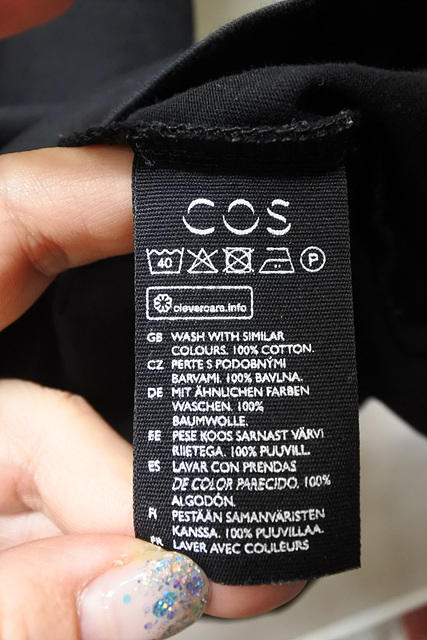 COS
40 P
clevercare.info
GB WASH WITH SIMILAR
COLOURS. 100% COTTON.
CZ PERTE S PODOBNÝMI
BARVAMI. 100% BAVLNA.
DE MIT ÄHNLICHEN FARBEN
WASCHEN. 100%
BAUMWOLLE.
EE PESE KOOS SARNAST VÄRVI
RIIETEGA. 100% PUUVILL.
ES LAVAR CON PRENDAS
DE COLOR PARECIDO. 100%
ALGODÓN.
FI PESTÄÄN SAMANVÄRISTEN
KANSSA. 100% PUUVILLAA.
FR LAVER AVEC COULEURS